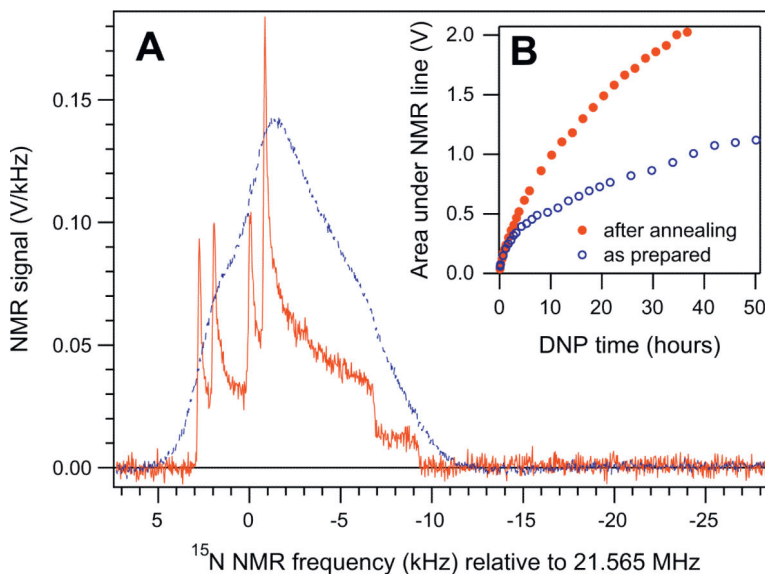 A
B
NMR signal (V/kHz)
0.15
0.10
0.05
0.00
5
0
-5
-10
-15
-20
-25
¹⁵N NMR frequency (kHz) relative to 21.565 MHz
Area under NMR line (V)
2.0
1.5
1.0
0.5
0.0
after annealing
as prepared
0
10
20
30
40
50
DNP time (hours)